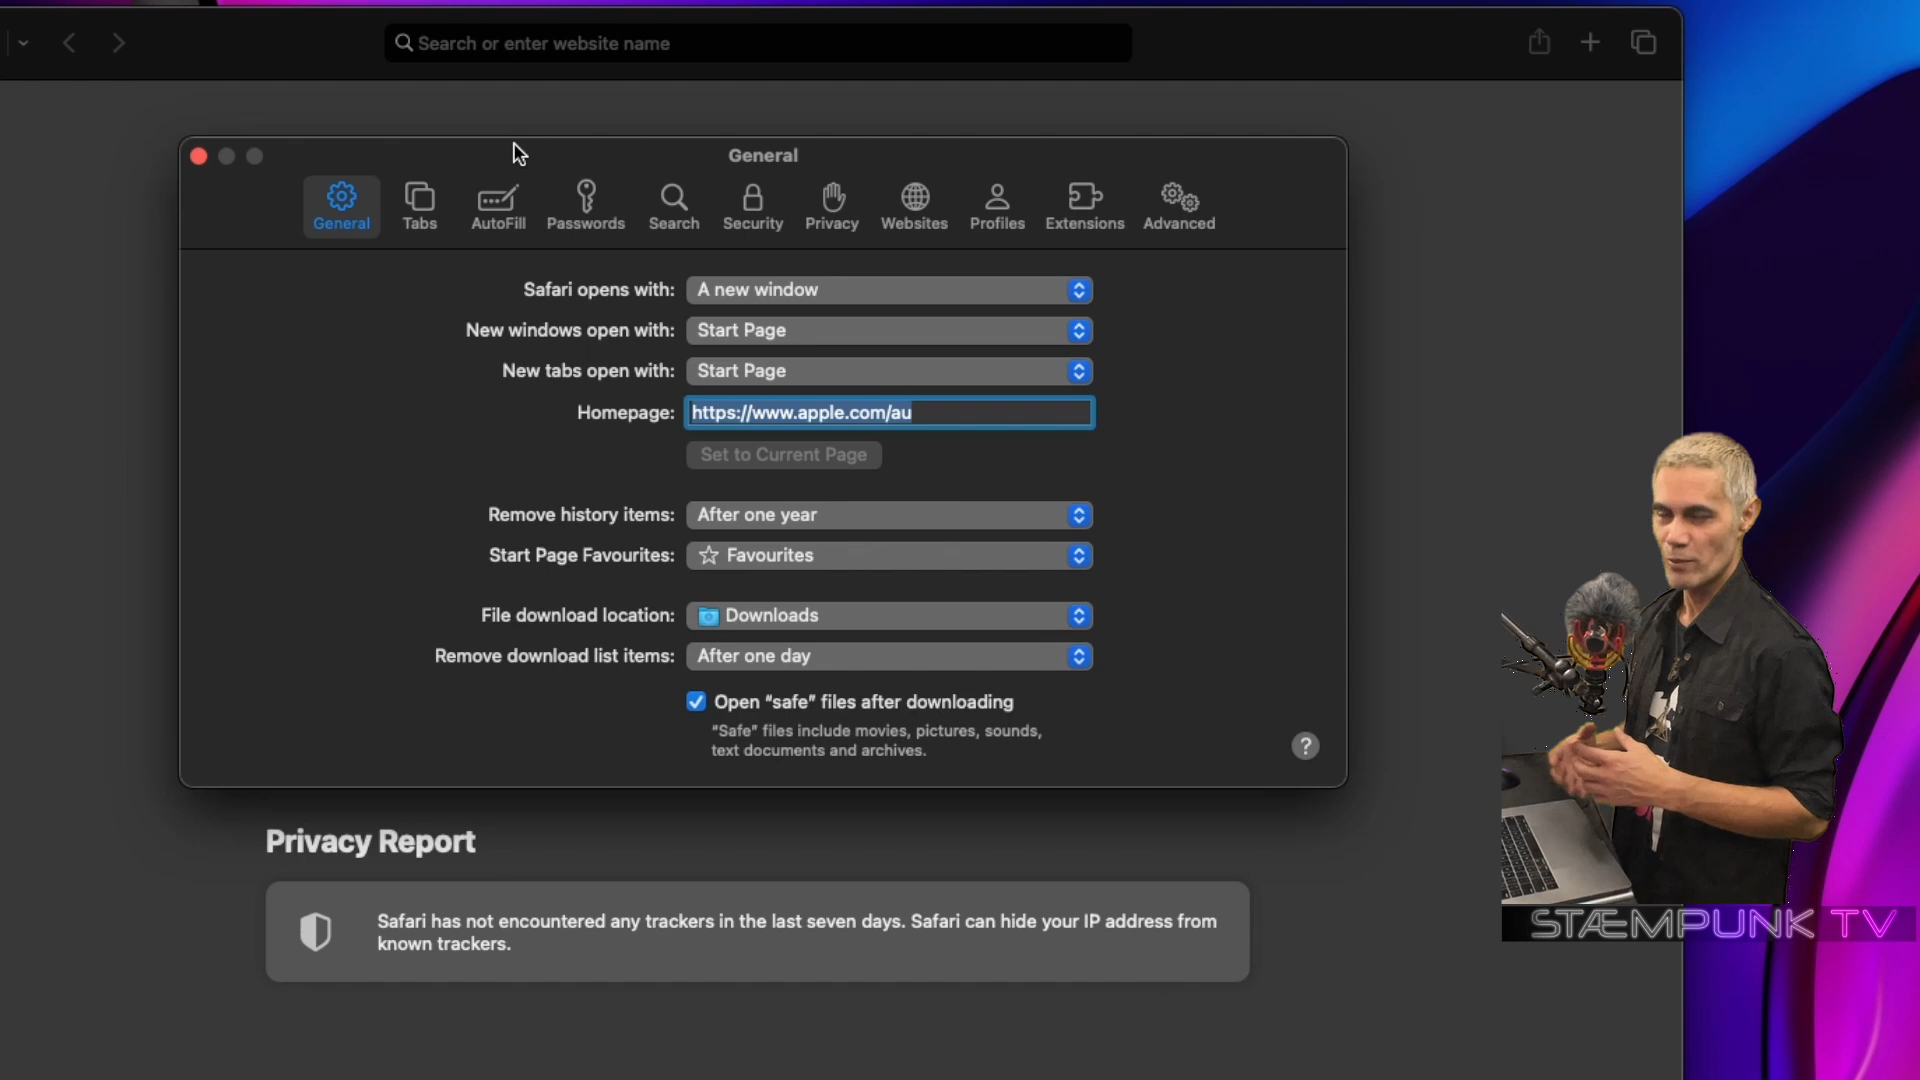 Search or enter website name
General
General
Tabs
AutoFill
Passwords
Search
Security
Privacy
Websites
Profiles
Extensions
Advanced
Safari opens with: A new window
New windows open with: Start Page
New tabs open with: Start Page
Homepage: https://www.apple.com/au
Set to Current Page
Remove history items: After one year
Start Page Favourites: Favourites
File download location: Downloads
Remove download list items: After one day
Open “safe” files after downloading
“Safe” files include movies, pictures, sounds,
text documents and archives.
?
Privacy Report
Safari has not encountered any trackers in the last seven days. Safari can hide your IP address from
known trackers.
STÆMPUNK TV